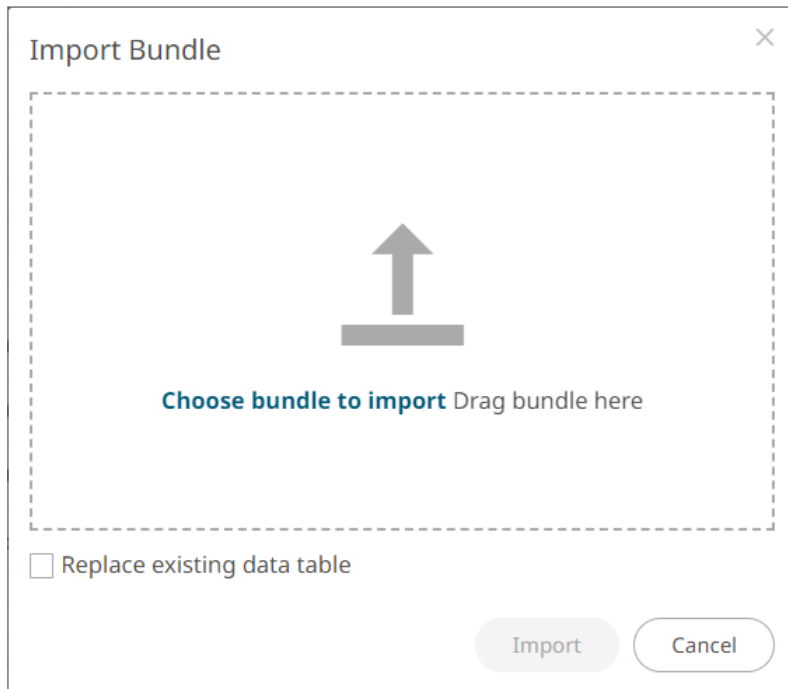 Import Bundle
Choose bundle to import Drag bundle here
Replace existing data table
Import
Cancel